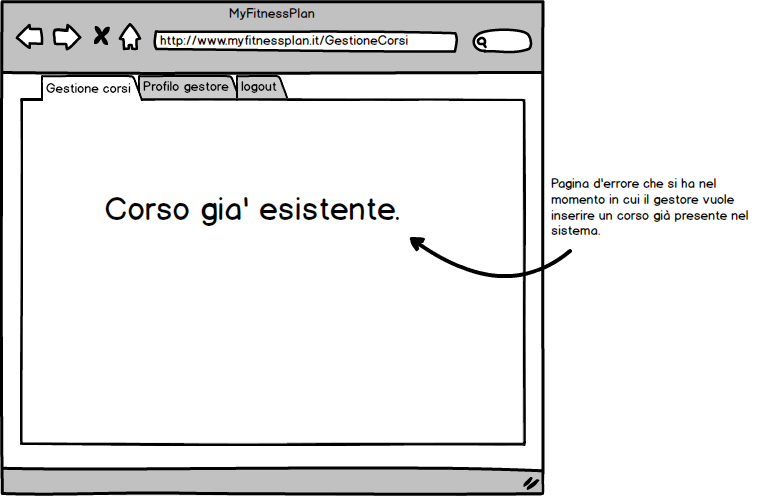 MyFitnessPlan
http://www.myfitnessplan.it/GestioneCorsi
Gestione corsi
Profilo gestore
logout
Corso gia' esistente.
Pagina d'errore che si ha nel
momento in cui il gestore vuole
inserire un corso già presente nel
sistema.